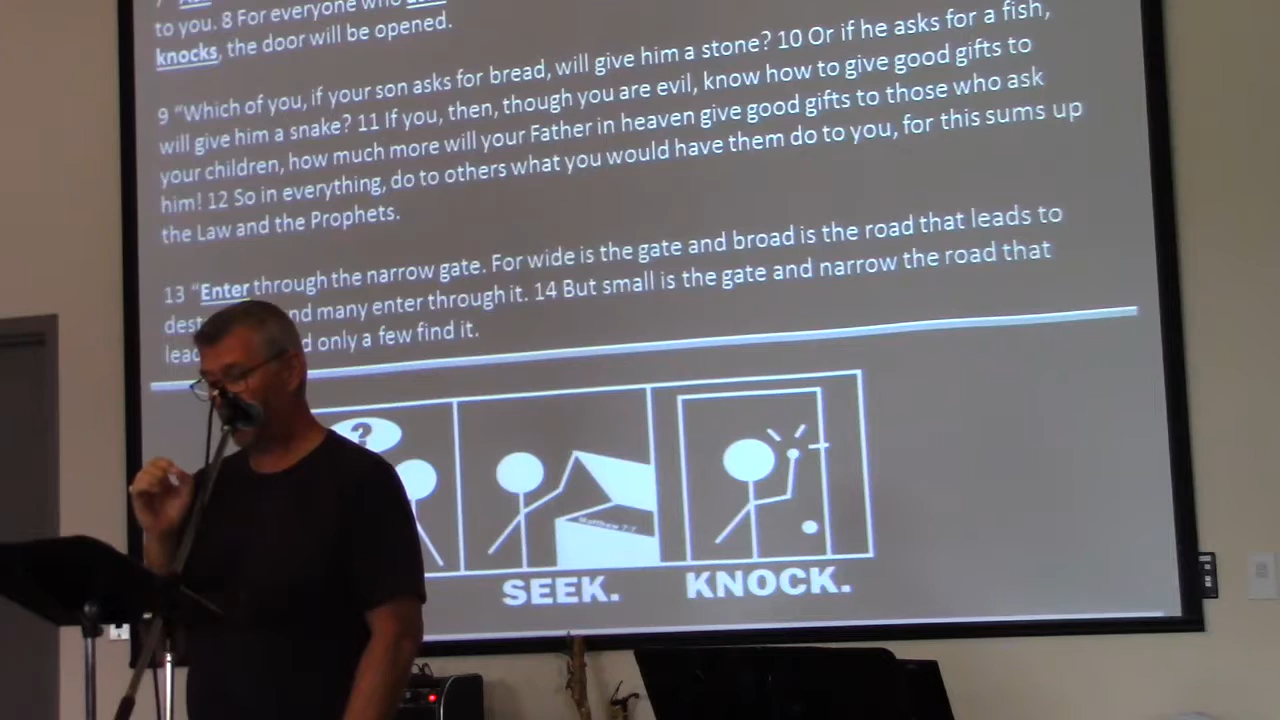 to you. 8 For everyone who
knocks, the door will be opened.
9 “Which of you, if your son asks for bread, will give him a stone? 10 Or if he asks for a fish,
will give him a snake? 11 If you, then, though you are evil, know how to give good gifts to
your children, how much more will your Father in heaven give good gifts to those who ask
him! 12 So in everything, do to others what you would have them do to you, for this sums up
the Law and the Prophets.
13 “Enter through the narrow gate. For wide is the gate and broad is the road that leads to
many enter through it. 14 But small is the gate and narrow the road that
only a few find it.
?
Matthew 7:7
SEEK.
KNOCK.